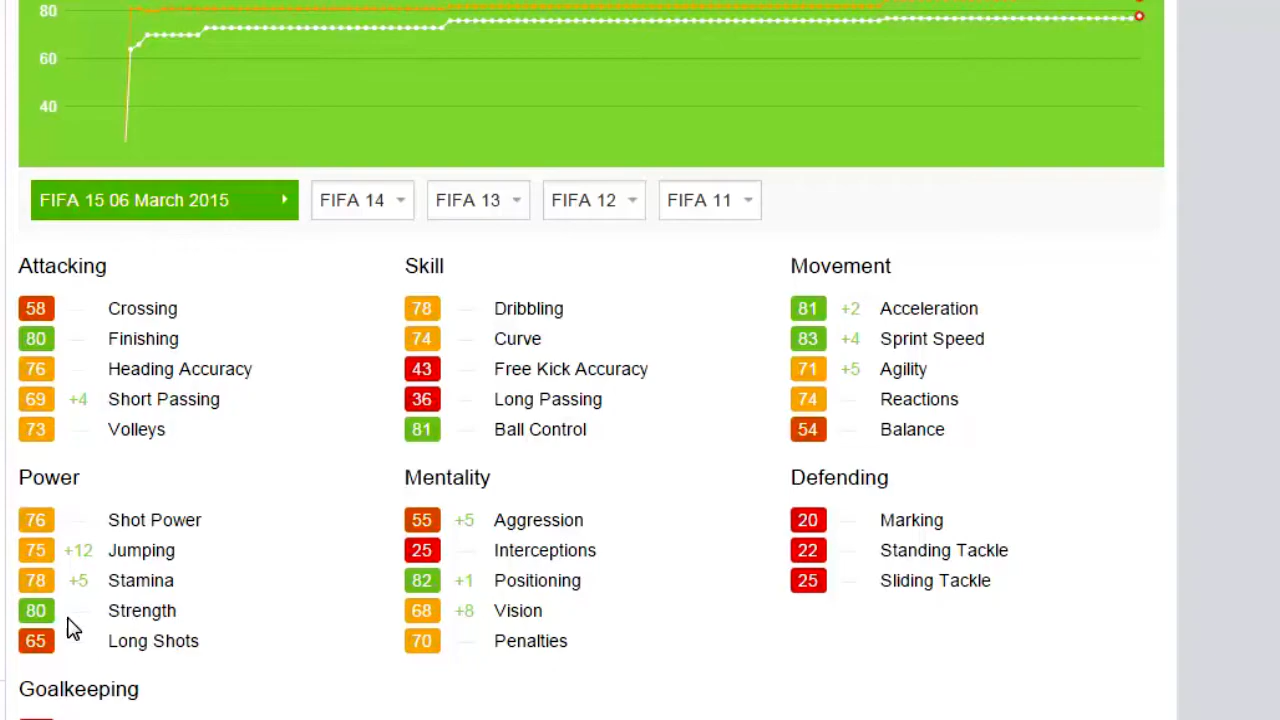 80
60
40
FIFA 15 06 March 2015 FIFA 14 FIFA 13 FIFA 12 FIFA 11
Attacking
58 Crossing
80 Finishing
76 Heading Accuracy
69 +4 Short Passing
73 Volleys
Skill
78 Dribbling
74 Curve
43 Free Kick Accuracy
36 Long Passing
81 Ball Control
Movement
81 +2 Acceleration
83 +4 Sprint Speed
71 +5 Agility
74 Reactions
54 Balance
Power
76 Shot Power
75 +12 Jumping
78 +5 Stamina
80 Strength
65 Long Shots
Mentality
55 +5 Aggression
25 Interceptions
82 +1 Positioning
68 +8 Vision
70 Penalties
Defending
20 Marking
22 Standing Tackle
25 Sliding Tackle
Goalkeeping